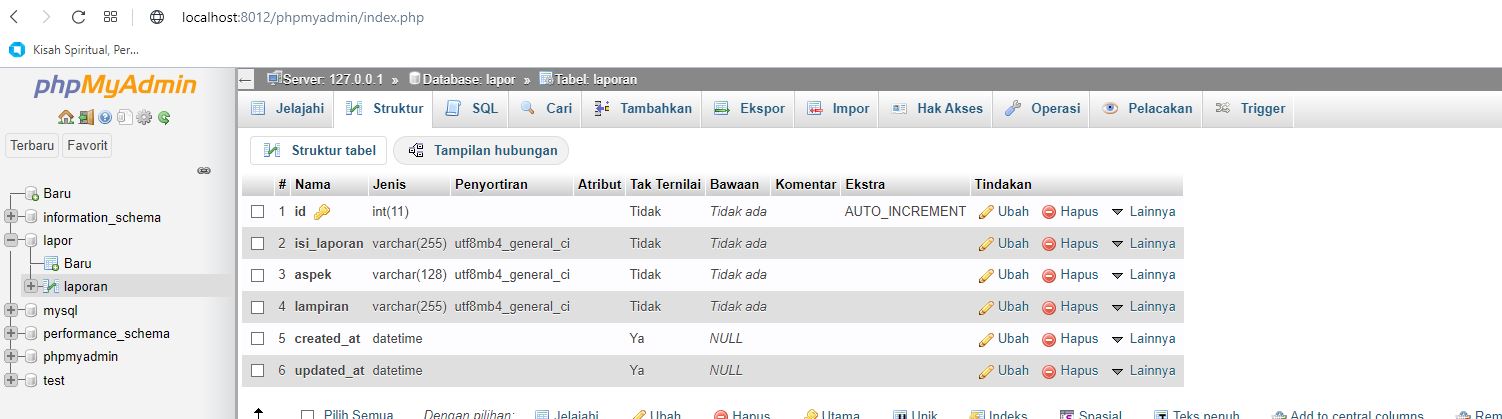 localhost:8012/phpmyadmin/index.php
Kisah Spiritual, Per...
phpMyAdmin
Terbaru Favorit
Baru
information_schema
lapor
Baru
laporan
mysql
performance_schema
phpmyadmin
test
Server: 127.0.0.1 » Database: lapor » Tabel: laporan
Jelajahi Struktur SQL Cari Tambahkan Ekspor Impor Hak Akses Operasi Pelacakan Trigger
Struktur tabel Tampilan hubungan
# Nama Jenis Penyortiran Atribut Tak Ternilai Bawaan Komentar Ekstra Tindakan
1 id int(11) Tidak Tidak ada AUTO_INCREMENT Ubah Hapus Lainnya
2 isi_laporan varchar(255) utf8mb4_general_ci Tidak Tidak ada Ubah Hapus Lainnya
3 aspek varchar(128) utf8mb4_general_ci Tidak Tidak ada Ubah Hapus Lainnya
4 lampiran varchar(255) utf8mb4_general_ci Tidak Tidak ada Ubah Hapus Lainnya
5 created_at datetime Ya NULL Ubah Hapus Lainnya
6 updated_at datetime Ya NULL Ubah Hapus Lainnya
Pilih Semua Dengan pilihan: Jelajahi Ubah Hapus Utama Unik Indeks Spasial Teks penuh Add to central columns